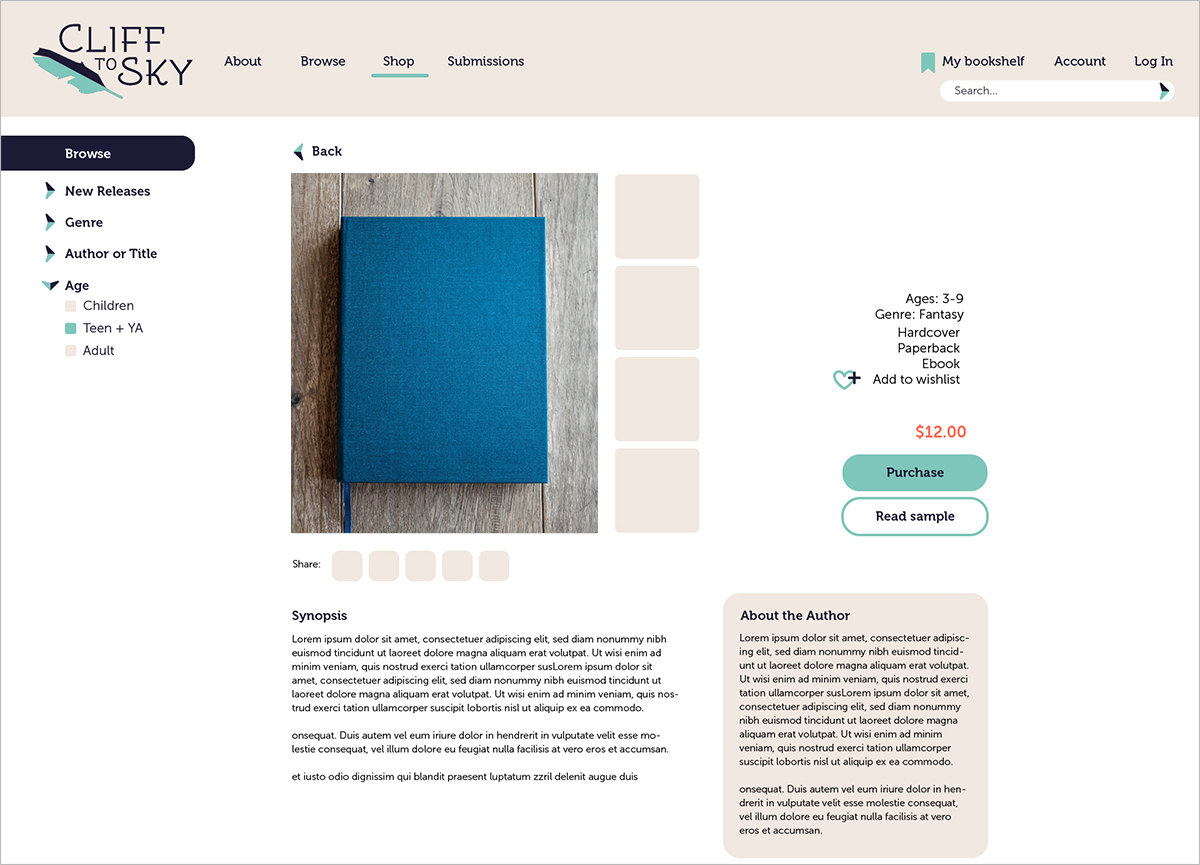 CLIFF
TO
SKY
About
Browse
Shop
Submissions
My bookshelf
Account
Log In
Search...
Browse
New Releases
Genre
Author or Title
Age
Children
Teen + YA
Adult
Back
Ages: 3-9
Genre: Fantasy
Hardcover
Paperback
Ebook
Add to wishlist
$12.00
Purchase
Read sample
Share:
Synopsis
Lorem ipsum dolor sit amet, consectetuer adipiscing elit, sed diam nonummy nibh
euismod tincidunt ut laoreet dolore magna aliquam erat volutpat. Ut wisi enim ad
minim veniam, quis nostrud exerci tation ullamcorper susLorem ipsum dolor sit
amet, consectetuer adipiscing elit, sed diam nonummy nibh euismod tincidunt ut
laoreet dolore magna aliquam erat volutpat. Ut wisi enim ad minim veniam, quis nos-
trud exerci tation ullamcorper suscipit lobortis nisl ut aliquip ex ea commodo.
onsequat. Duis autem vel eum iriure dolor in hendrerit in vulputate velit esse mo-
lestie consequat, vel illum dolore eu feugiat nulla facilisis at vero eros et accumsan.
et iusto odio dignissim qui blandit praesent luptatum zzril delenit augue duis
About the Author
Lorem ipsum dolor sit amet, consectetuer adipisc-
ing elit, sed diam nonummy nibh euismod tincid-
unt ut laoreet dolore magna aliquam erat volutpat.
Ut wisi enim ad minim veniam, quis nostrud exerci
tation ullamcorper susLorem ipsum dolor sit amet,
consectetuer adipiscing elit, sed diam nonummy
nibh euismod tincidunt ut laoreet dolore magna
aliquam erat volutpat. Ut wisi enim ad minim
veniam, quis nostrud exerci tation ullamcorper
suscipit lobortis nisl ut aliquip ex ea commodo.
onsequat. Duis autem vel eum iriure dolor in hen-
drerit in vulputate velit esse molestie consequat,
vel illum dolore eu feugiat nulla facilisis at vero
eros et accumsan.